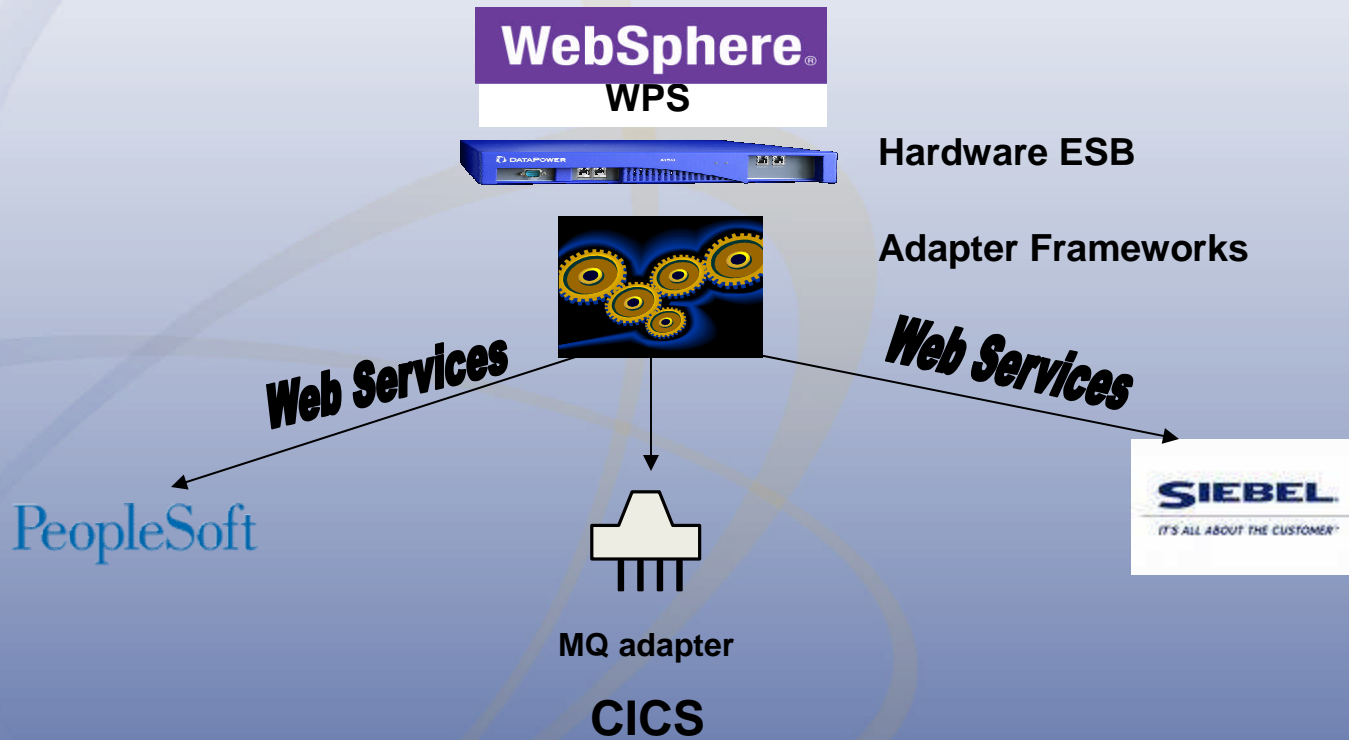 WebSphere®
WPS
DATAPOWER
Hardware ESB
Adapter Frameworks
Web Services
Web Services
PeopleSoft
SIEBEL.
IT'S ALL ABOUT THE CUSTOMER
MQ adapter
CICS